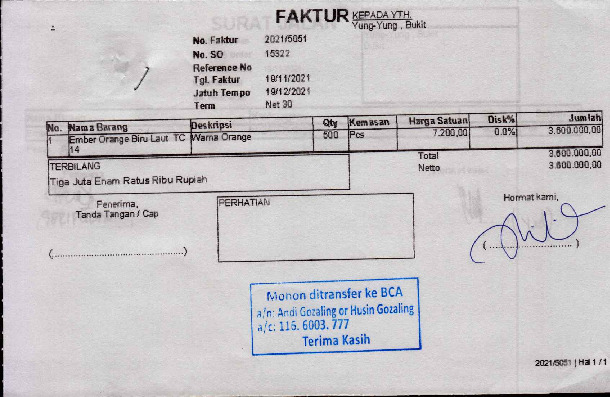 FAKTUR
KEPADA YTH.
Yung-Yung , Bukit
No. Faktur 2021/5051
No. SO 15322
Reference No
Tgl. Faktur 19/11/2021
Jatuh Tempo 19/12/2021
Term Net 30
No. Nama Barang Deskripsi Qty Kemasan Harga Satuan Disk% Jumlah
1 Ember Orange Biru Laut TC 14 Warna Orange 500 Pcs 7.200,00 0.0% 3.600.000,00
Total 3.600.000,00
Netto 3.600.000,00
TERBILANG
Tiga Juta Enam Ratus Ribu Rupiah
Penerima,
Tanda Tangan / Cap
(..............................................)
PERHATIAN
Hormat kami,
(..............................)
Mohon ditransfer ke BCA
a/n: Andi Gozaling or Husin Gozaling
a/c: 116. 6003. 777
Terima Kasih
2021/5051 | Hal 1 / 1